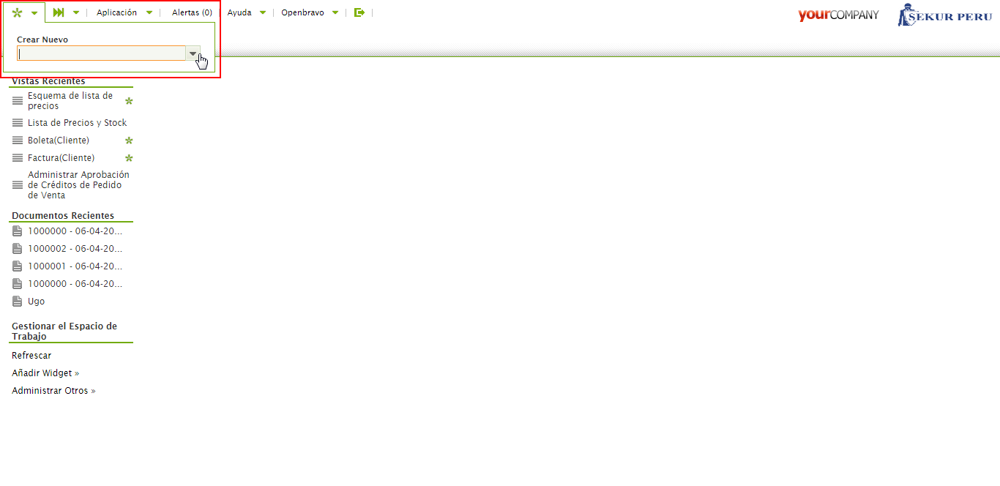 Aplicación
Alertas (0)
Ayuda
Openbravo
yourCOMPANY
SEKUR PERU
Crear Nuevo
Vistas Recientes
Esquema de lista de
precios
Lista de Precios y Stock
Boleta(Cliente)
Factura(Cliente)
Administrar Aprobación
de Créditos de Pedido
de Venta
Documentos Recientes
1000000 - 06-04-20...
1000002 - 06-04-20...
1000001 - 06-04-20...
1000000 - 06-04-20...
Ugo
Gestionar el Espacio de
Trabajo
Refrescar
Añadir Widget »
Administrar Otros »